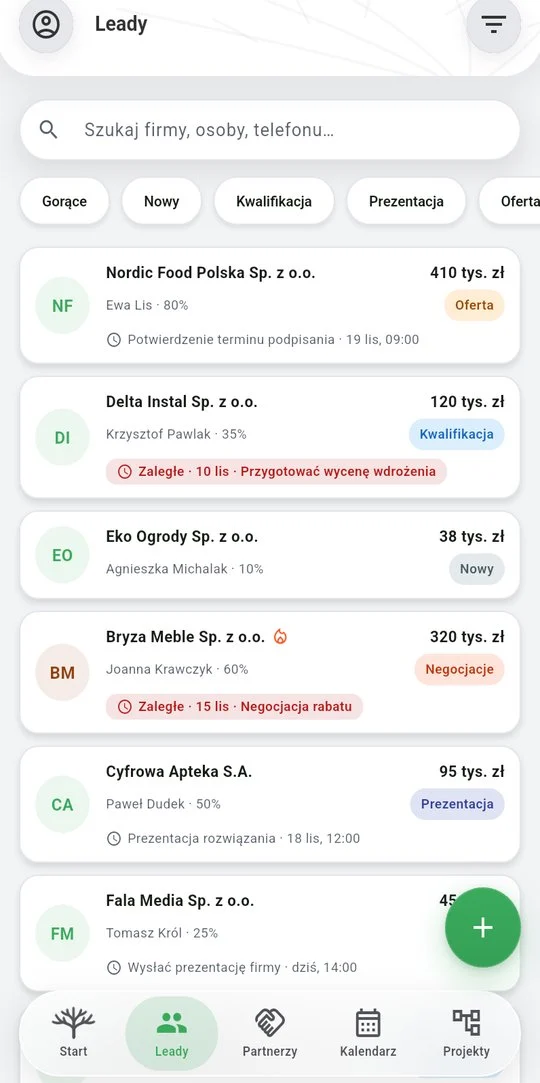 Leady
Szukaj firmy, osoby, telefonu...
Gorące
Nowy
Kwalifikacja
Prezentacja
Oferta
Nordic Food Polska Sp. z o.o.
410 tys. zł
NF
Ewa Lis · 80%
Oferta
Potwierdzenie terminu podpisania · 19 lis, 09:00
Delta Instal Sp. z o.o.
120 tys. zł
DI
Krzysztof Pawlak · 35%
Kwalifikacja
Zaległe · 10 lis · Przygotować wycenę wdrożenia
Eko Ogrody Sp. z o.o.
38 tys. zł
EO
Agnieszka Michalak · 10%
Nowy
Bryza Meble Sp. z o.o.
320 tys. zł
BM
Joanna Krawczyk · 60%
Negocjacje
Zaległe · 15 lis · Negocjacja rabatu
Cyfrowa Apteka S.A.
95 tys. zł
CA
Paweł Dudek · 50%
Prezentacja
Prezentacja rozwiązania · 18 lis, 12:00
Fala Media Sp. z o.o.
45
FM
Tomasz Król · 25%
Wysłać prezentację firmy · dziś, 14:00
Start
Leady
Partnerzy
Kalendarz
Projekty